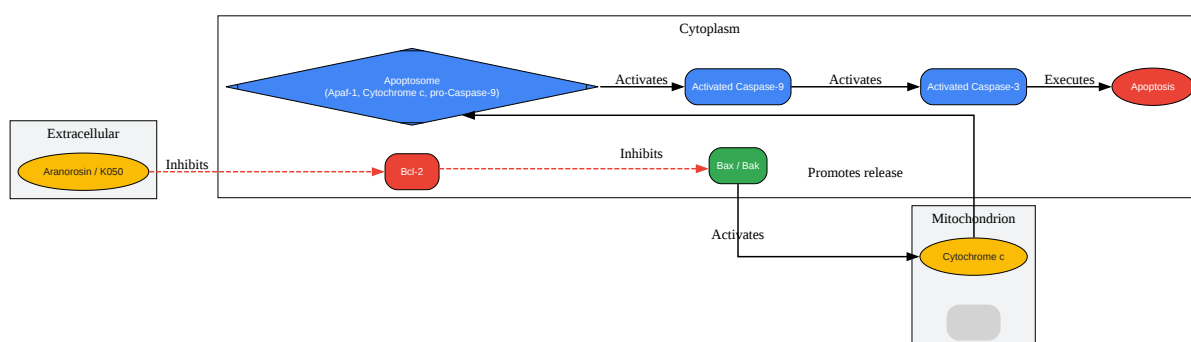 Cytoplasm
Apoptosome
(Apaf-1, Cytochrome c, pro-Caspase-9)
Activates
Activated Caspase-9
Activates
Activated Caspase-3
Executes
Apoptosis
Extracellular
Aranorosin / K050
Inhibits
Bcl-2
Inhibits
Bax / Bak
Promotes release
Activates
Mitochondrion
Cytochrome c